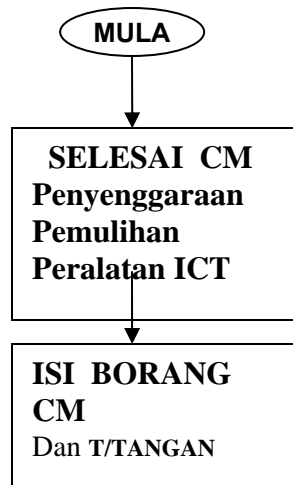 MULA
SELESAI CM
Penyenggaraan
Pemulihan
Peralatan ICT
ISI BORANG
CM
Dan T/TANGAN